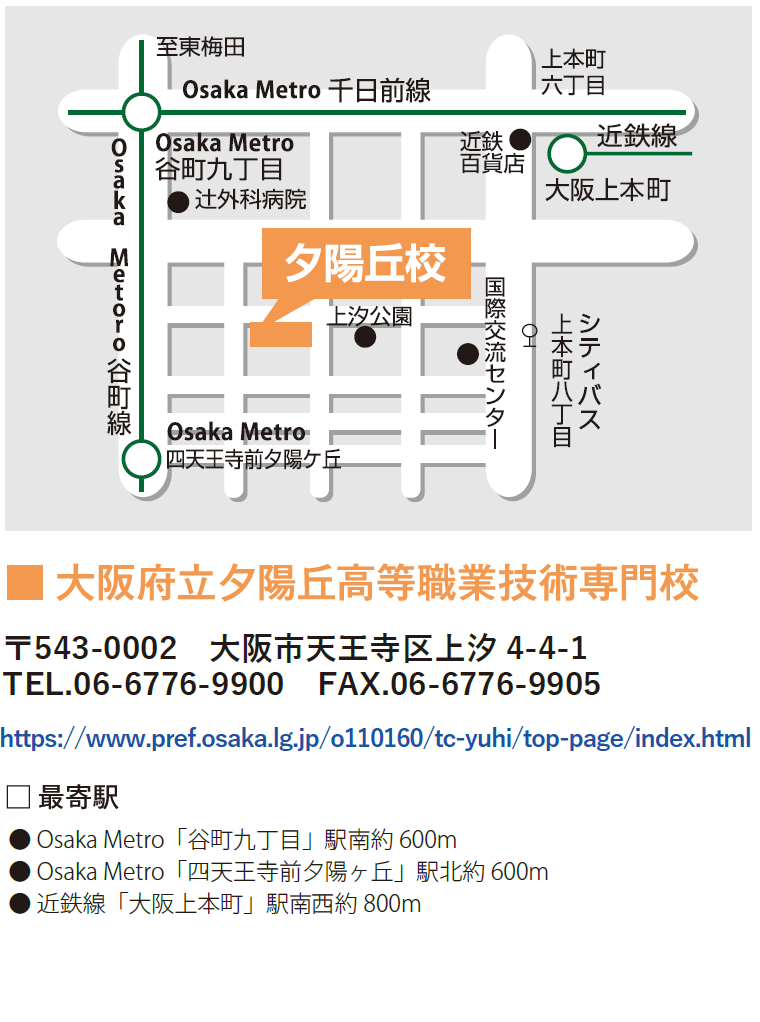 至東梅田
Osaka Metro 千日前線
上本町
六丁目
Osaka Metro
谷町九丁目
辻外科病院
近鉄
百貨店
近鉄線
大阪上本町
Osaka Metoro 谷町線
夕陽丘校
上汐公園
国際交流センター
上本町八丁目
シティバス
Osaka Metro
四天王寺前夕陽ケ丘
■ 大阪府立夕陽丘高等職業技術専門校
〒543-0002 大阪市天王寺区上汐 4-4-1
TEL.06-6776-9900 FAX.06-6776-9905
https://www.pref.osaka.lg.jp/o110160/tc-yuhi/top-page/index.html
□ 最寄駅
● Osaka Metro「谷町九丁目」駅南約 600m
● Osaka Metro「四天王寺前夕陽ヶ丘」駅北約 600m
● 近鉄線「大阪上本町」駅南西約 800m